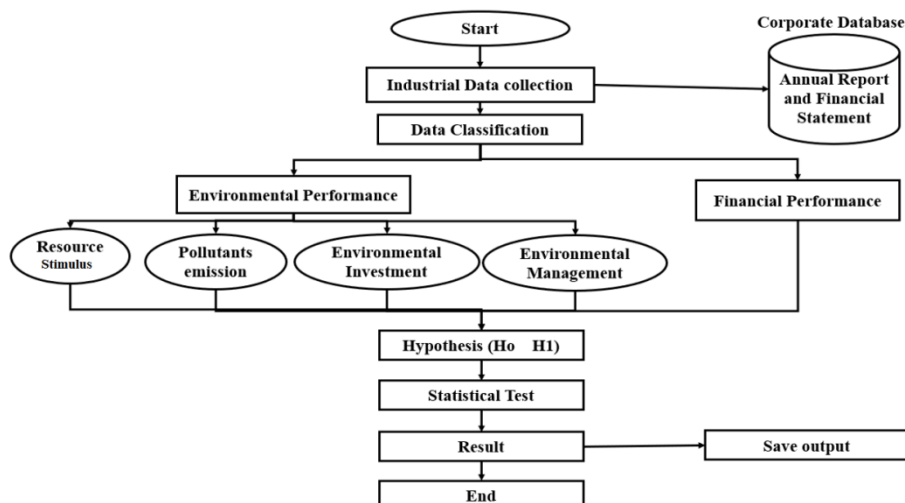 Start
Corporate Database
Industrial Data collection
Annual Report
and Financial
Statement
Data Classification
Environmental Performance
Financial Performance
Resource
Stimulus
Pollutants
emission
Environmental
Investment
Environmental
Management
Hypothesis (Ho H1)
Statistical Test
Result
Save output
End